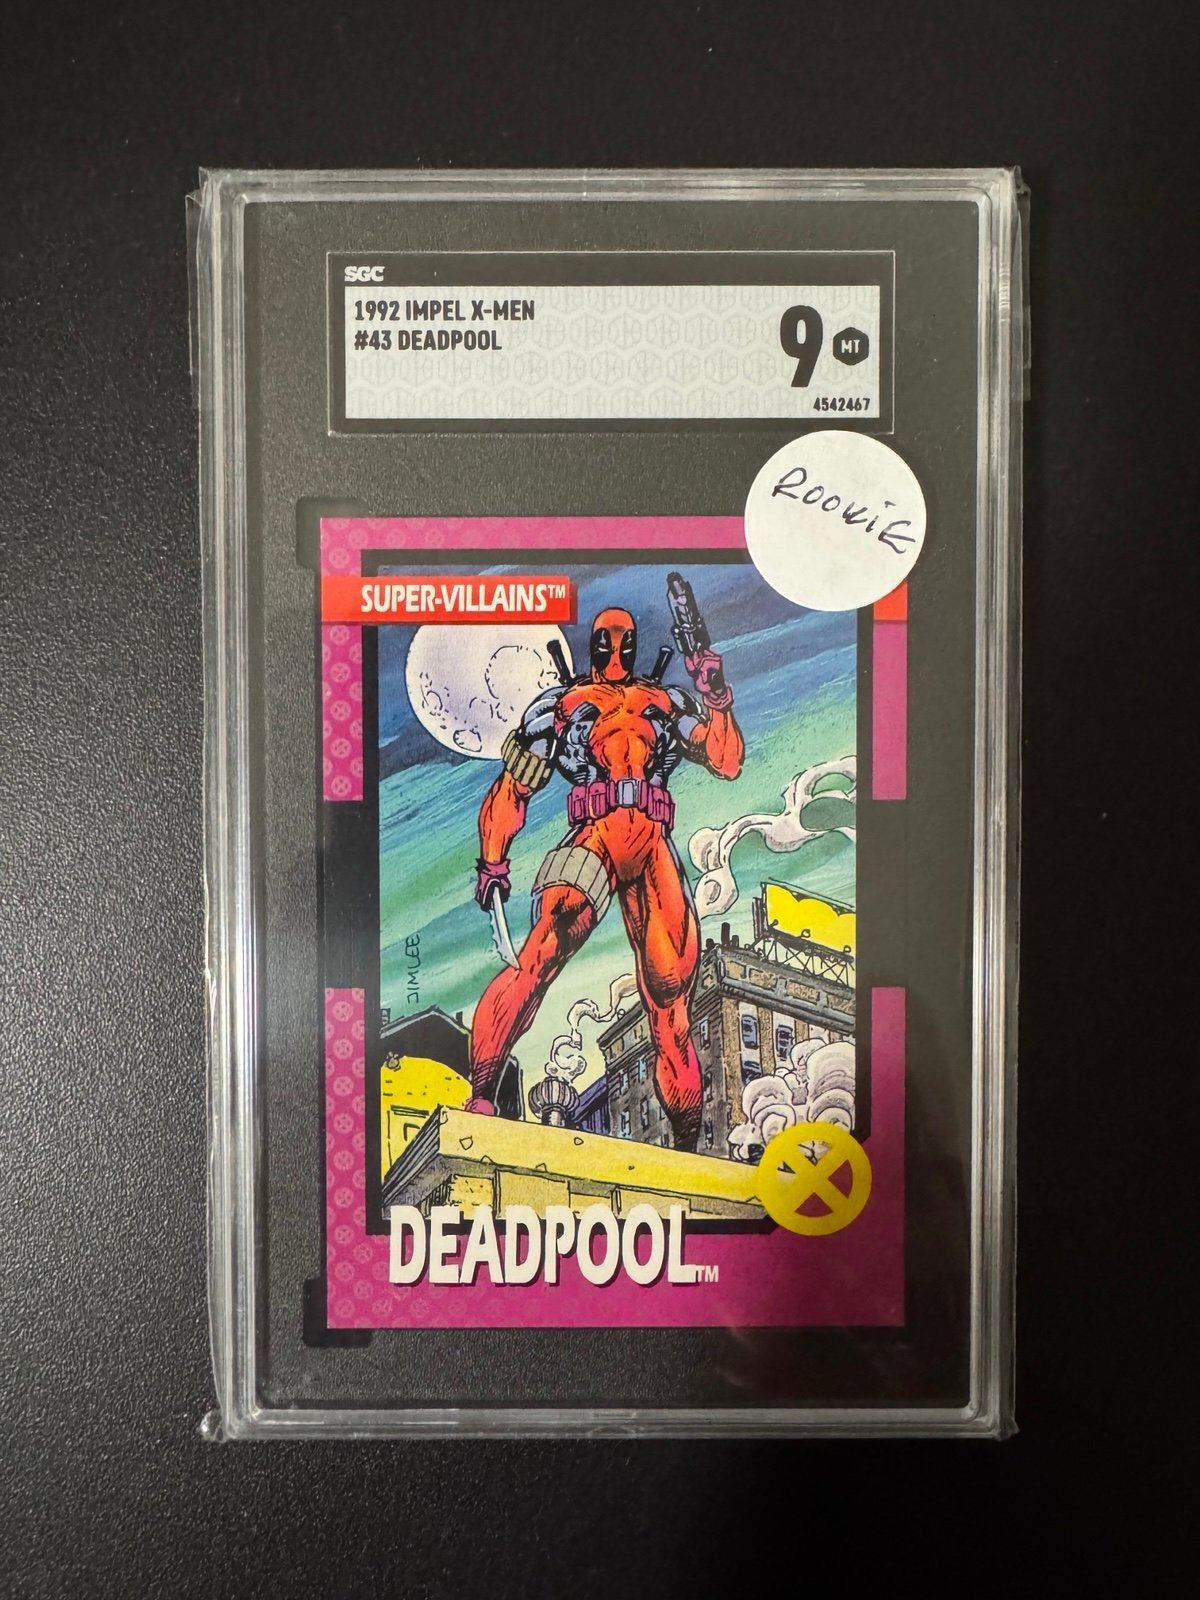 SGC
1992 IMPEL X-MEN
#43 DEADPOOL
9 MT
4542467
ROOKiE
SUPER-VILLAINS™
JIM LEE
DEADPOOL™